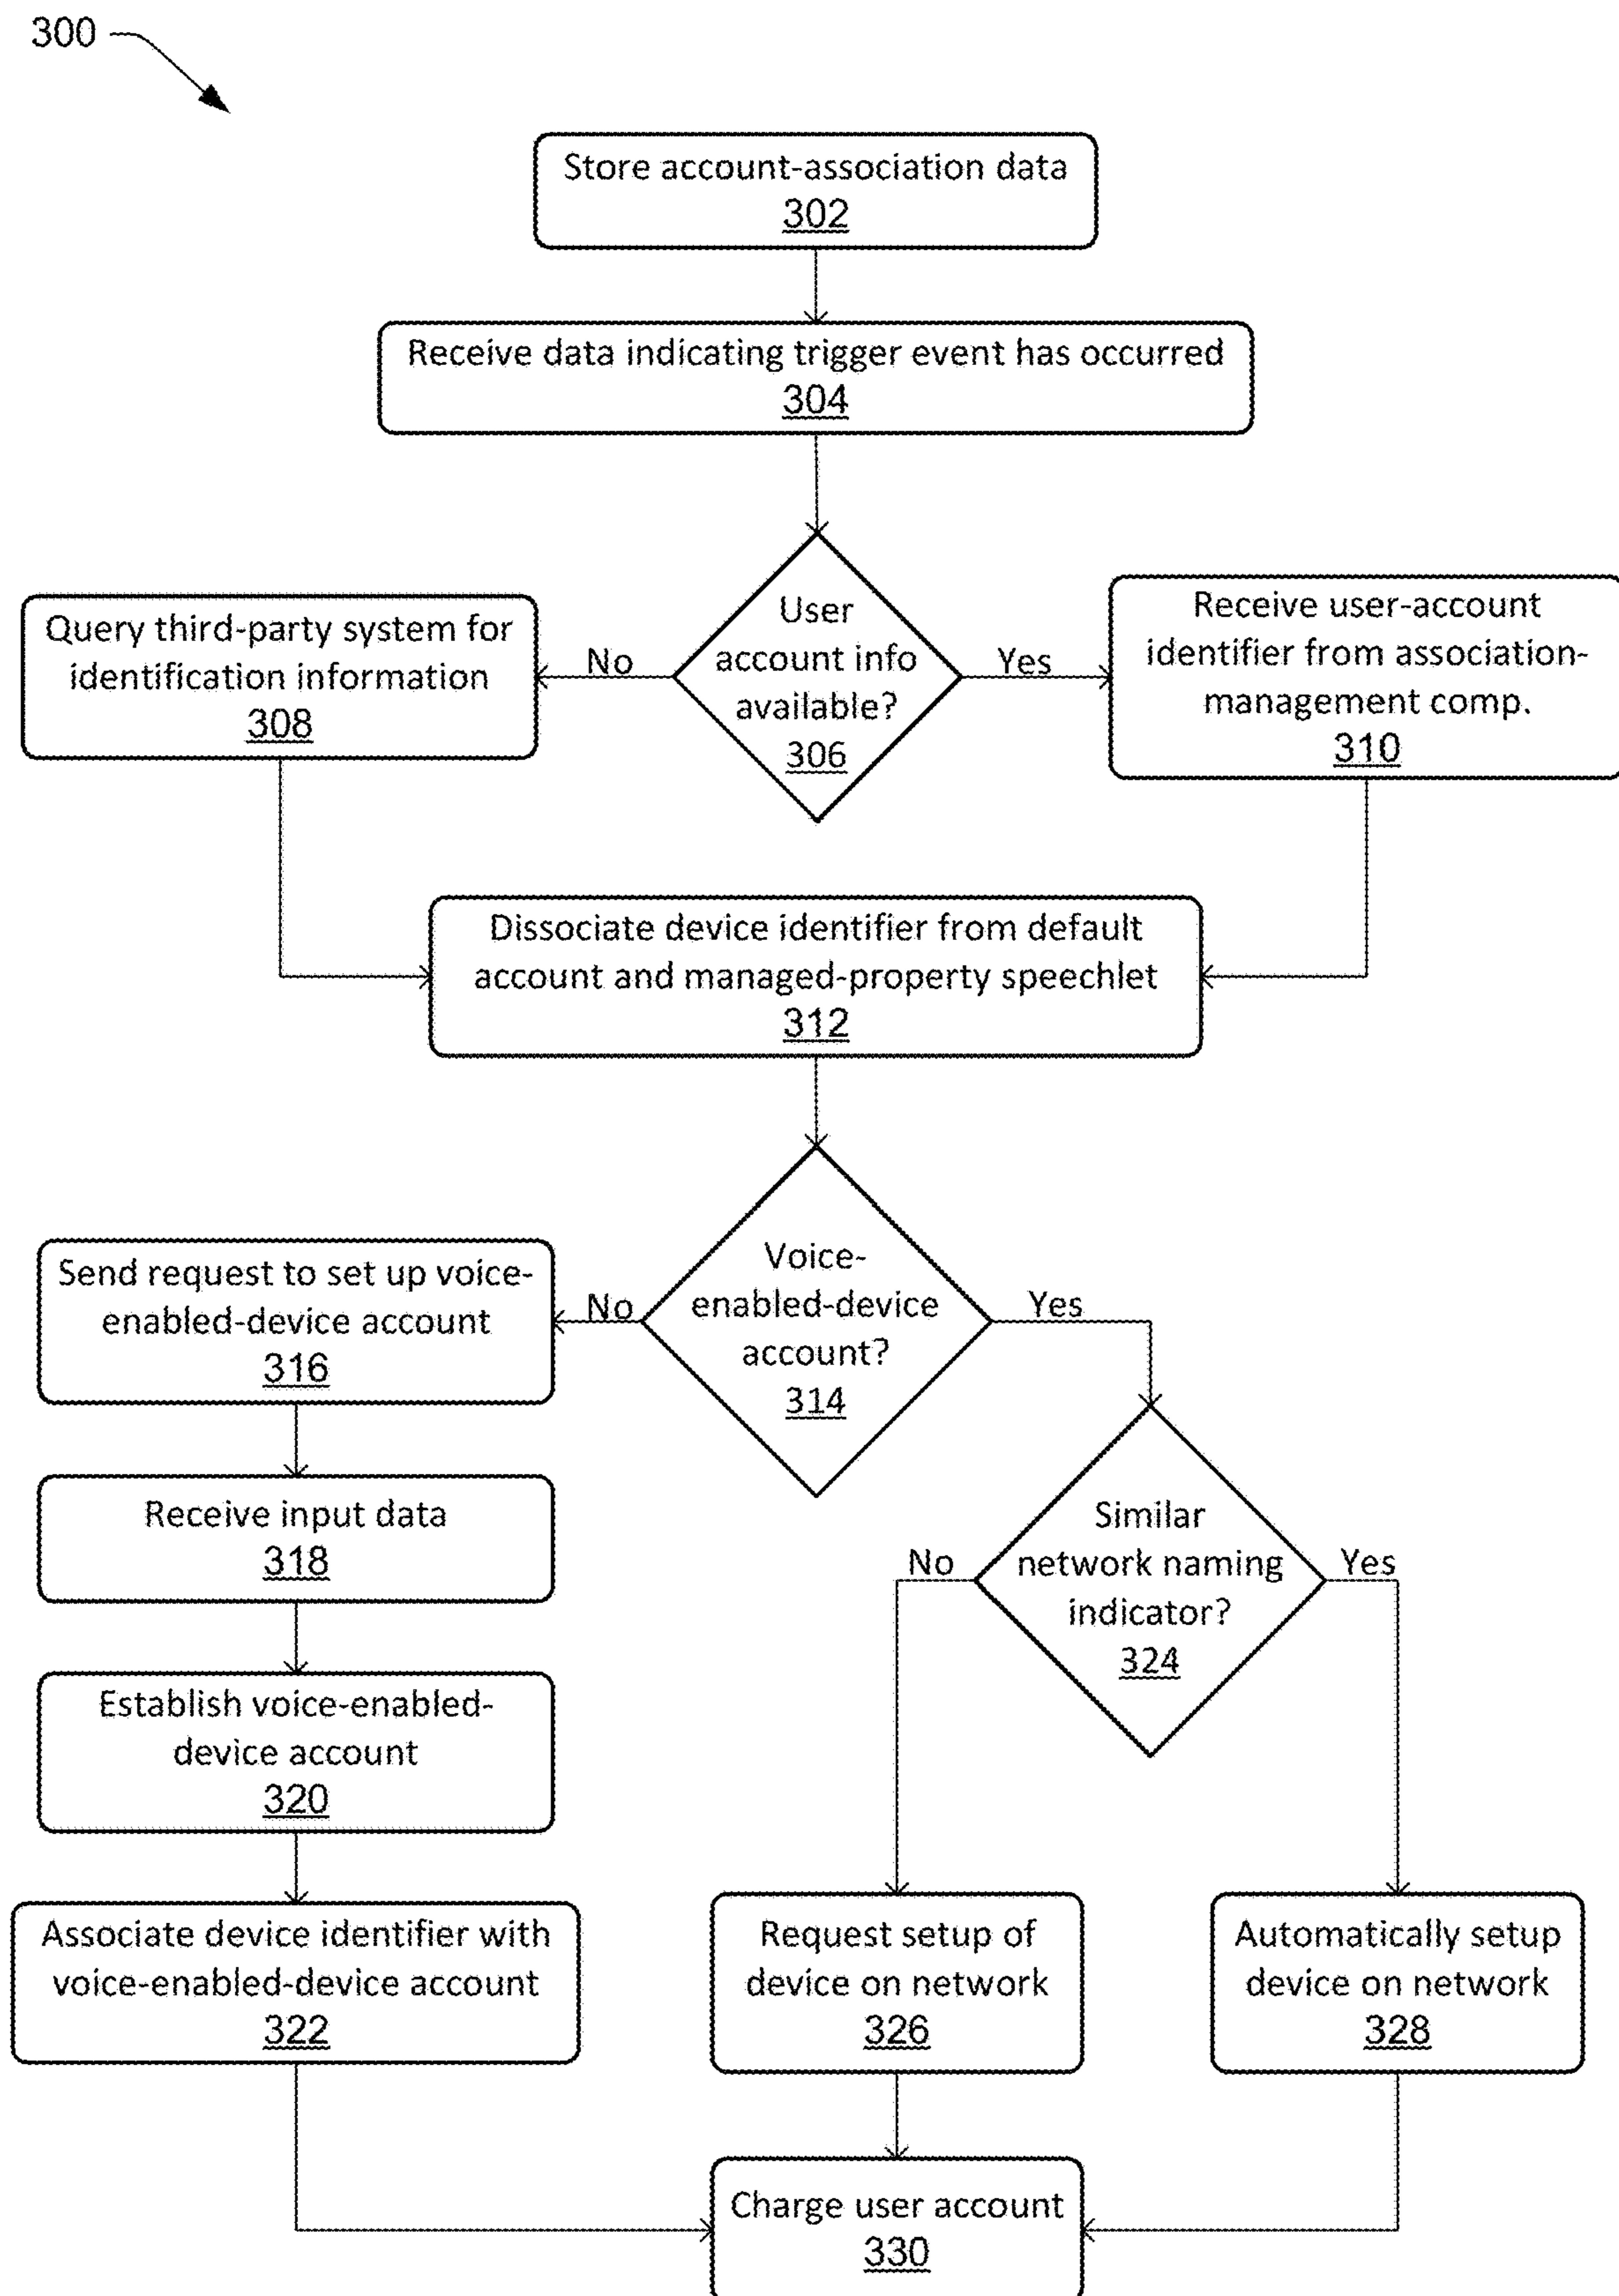 300
Store account-association data
302
Receive data indicating trigger event has occurred
304
User
account info
available?
306
No
Yes
Query third-party system for
identification information
308
Receive user-account
identifier from association-
management comp.
310
Dissociate device identifier from default
account and managed-property speechlet
312
Voice-
enabled-device
account?
314
No
Yes
Send request to set up voice-
enabled-device account
316
Receive input data
318
Establish voice-enabled-
device account
320
Associate device identifier with
voice-enabled-device account
322
Similar
network naming
indicator?
324
No
Yes
Request setup of
device on network
326
Automatically setup
device on network
328
Charge user account
330